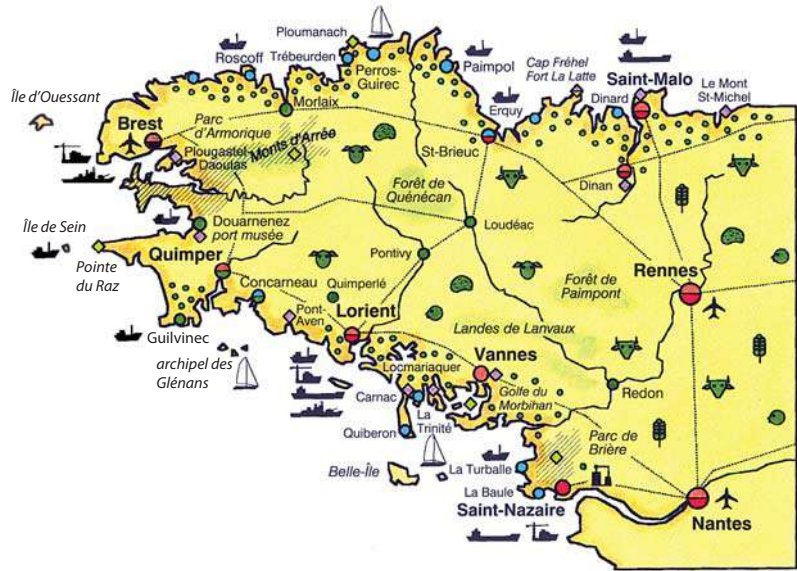 Ploumanach
Roscoff
Trébeurden
Perros-
Guirec
Paimpol
Cap Fréhel
Fort La Latte
Saint-Malo
Le Mont
St-Michel
Île d'Ouessant
Morlaix
Erquy
Dinard
Brest
Parc
d'Armorique
Monts d'Arrée
Plougastel-
Daoulas
St-Brieuc
Dinan
Forêt de
Quénécan
Île de Sein
Douarnenez
port musée
Loudéac
Pointe
du Raz
Quimper
Pontivy
Rennes
Concarneau
Quimperlé
Forêt de
Paimpont
Pont-
Aven
Lorient
Landes de Lanvaux
Guilvinec
archipel des
Glénans
Locmariaquer
Vannes
Carnac
Golfe du
Morbihan
Redon
La
Trinité
Quiberon
Parc de
Brière
Belle-Île
La Turballe
La Baule
Saint-Nazaire
Nantes